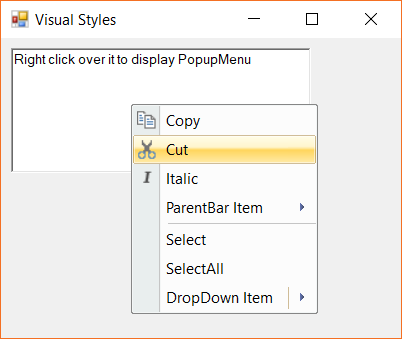 Visual Styles
Right click over it to display PopupMenu
Copy
Cut
Italic
ParentBar Item
Select
SelectAll
DropDown Item